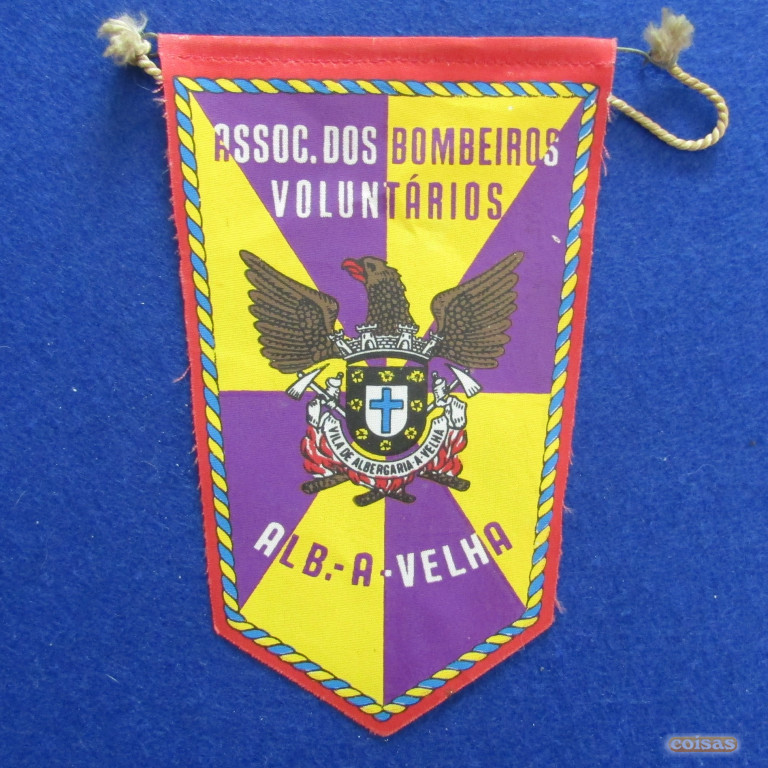 ASSOC. DOS BOMBEIROS
VOLUNTÁRIOS
VILA DE ALBERGARIA-A-VELHA
ALB.-A-VELHA
coisas